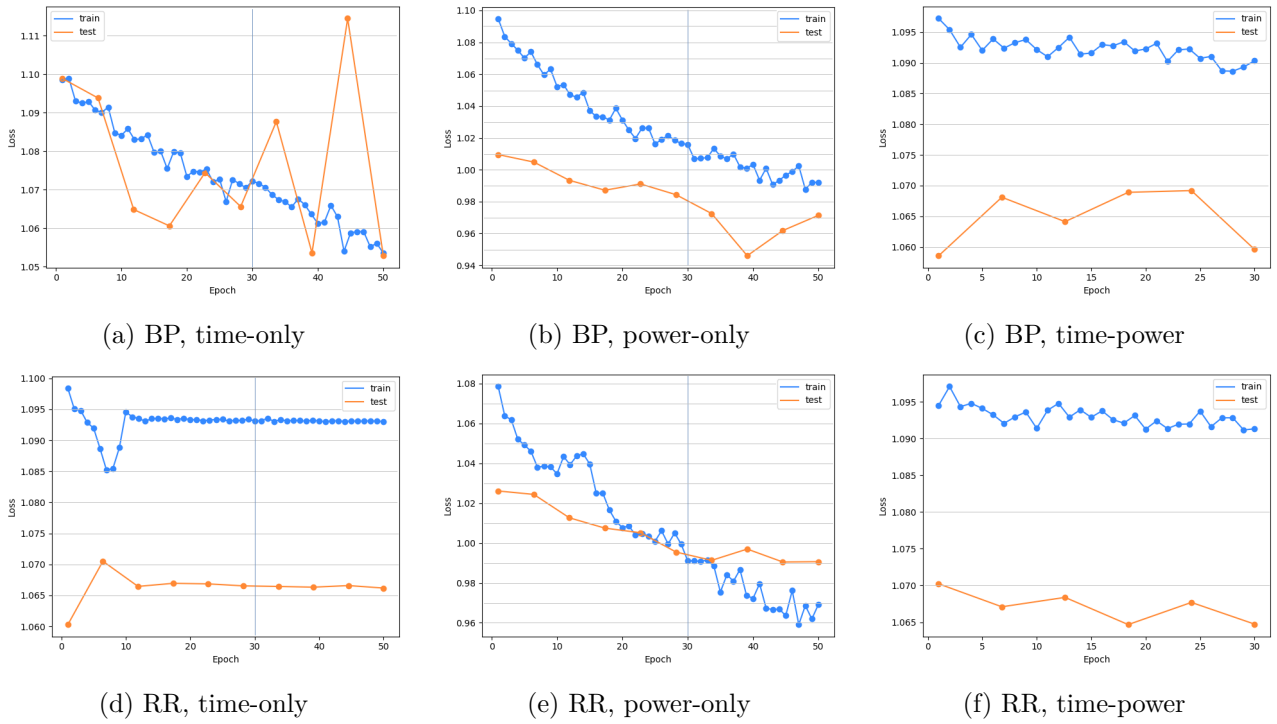 train
test
1.11
1.10
1.09
1.08
1.07
1.06
1.05
Loss
0 10 20 30 40 50
Epoch
(a) BP, time-only
train
test
1.10
1.08
1.06
1.04
1.02
1.00
0.98
0.96
0.94
Loss
0 10 20 30 40 50
Epoch
(b) BP, power-only
train
test
1.095
1.090
1.085
1.080
1.075
1.070
1.065
1.060
Loss
0 5 10 15 20 25 30
Epoch
(c) BP, time-power
train
test
1.100
1.095
1.090
1.085
1.080
1.075
1.070
1.065
1.060
Loss
0 10 20 30 40 50
Epoch
(d) RR, time-only
train
test
1.08
1.06
1.04
1.02
1.00
0.98
0.96
Loss
0 10 20 30 40 50
Epoch
(e) RR, power-only
train
test
1.095
1.090
1.085
1.080
1.075
1.070
1.065
Loss
0 5 10 15 20 25 30
Epoch
(f) RR, time-power